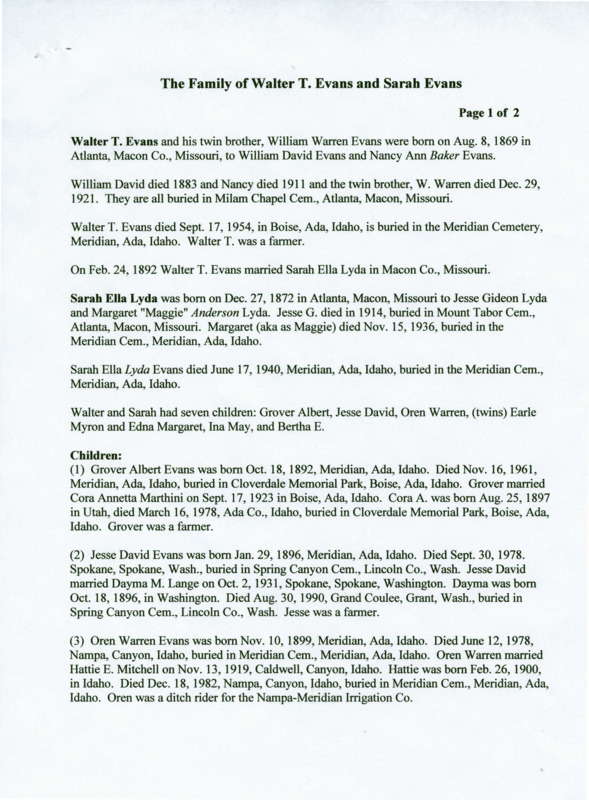 The Family of Walter T. Evans and Sarah Evans
Page 1 of 2
Walter T. Evans and his twin brother, William Warren Evans were born on Aug. 8, 1869 in
Atlanta, Macon Co., Missouri, to William David Evans and Nancy Ann Baker Evans.
William David died 1883 and Nancy died 1911 and the twin brother, W. Warren died Dec. 29,
1921. They are all buried in Milam Chapel Cem., Atlanta, Macon, Missouri.
Walter T. Evans died Sept. 17, 1954, in Boise, Ada, Idaho, is buried in the Meridian Cemetery,
Meridian, Ada, Idaho. Walter T. was a farmer.
On Feb. 24, 1892 Walter T. Evans married Sarah Ella Lyda in Macon Co., Missouri.
Sarah Ella Lyda was born on Dec. 27, 1872 in Atlanta, Macon, Missouri to Jesse Gideon Lyda
and Margaret "Maggie" Anderson Lyda. Jesse G. died in 1914, buried in Mount Tabor Cem.,
Atlanta, Macon, Missouri. Margaret (aka as Maggie) died Nov. 15, 1936, buried in the
Meridian Cem., Meridian, Ada, Idaho.
Sarah Ella Lyda Evans died June 17, 1940, Meridian, Ada, Idaho, buried in the Meridian Cem.,
Meridian, Ada, Idaho.
Walter and Sarah had seven children: Grover Albert, Jesse David, Oren Warren, (twins) Earle
Myron and Edna Margaret, Ina May, and Bertha E.
Children:
(1) Grover Albert Evans was born Oct. 18, 1892, Meridian, Ada, Idaho. Died Nov. 16, 1961,
Meridian, Ada, Idaho, buried in Cloverdale Memorial Park, Boise, Ada, Idaho. Grover married
Cora Annetta Marthini on Sept. 17, 1923 in Boise, Ada, Idaho. Cora A. was born Aug. 25, 1897
in Utah, died March 16, 1978, Ada Co., Idaho, buried in Cloverdale Memorial Park, Boise, Ada,
Idaho. Grover was a farmer.
(2) Jesse David Evans was born Jan. 29, 1896, Meridian, Ada, Idaho. Died Sept. 30, 1978.
Spokane, Spokane, Wash., buried in Spring Canyon Cem., Lincoln Co., Wash. Jesse David
married Dayma M. Lange on Oct. 2, 1931, Spokane, Spokane, Washington. Dayma was born
Oct. 18, 1896, in Washington. Died Aug. 30, 1990, Grand Coulee, Grant, Wash., buried in
Spring Canyon Cem., Lincoln Co., Wash. Jesse was a farmer.
(3) Oren Warren Evans was born Nov. 10, 1899, Meridian, Ada, Idaho. Died June 12, 1978,
Nampa, Canyon, Idaho, buried in Meridian Cem., Meridian, Ada, Idaho. Oren Warren married
Hattie E. Mitchell on Nov. 13, 1919, Caldwell, Canyon, Idaho. Hattie was born Feb. 26, 1900,
in Idaho. Died Dec. 18, 1982, Nampa, Canyon, Idaho, buried in Meridian Cem., Meridian, Ada,
Idaho. Oren was a ditch rider for the Nampa-Meridian Irrigation Co.